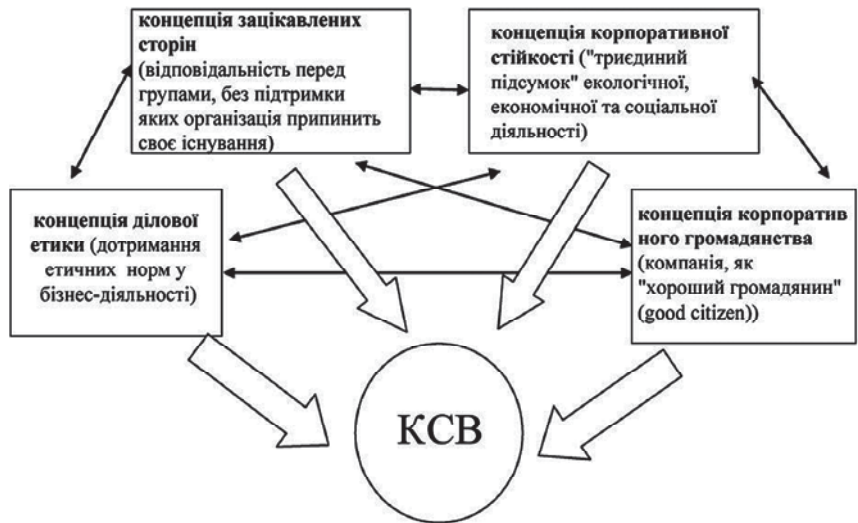 концепція зацікавлених
сторін
(відповідальність перед
групами, без підтримки
яких організація припинить
своє існування)
концепція корпоративної
стійкості ("триєдиний
підсумок" екологічної,
економічної та соціальної
діяльності)
концепція ділової
етики (дотримання
етичних норм у
бізнес-діяльності)
концепція корпоратив
ного громадянства
(компанія, як
"хороший громадянин"
(good citizen))
КСВ